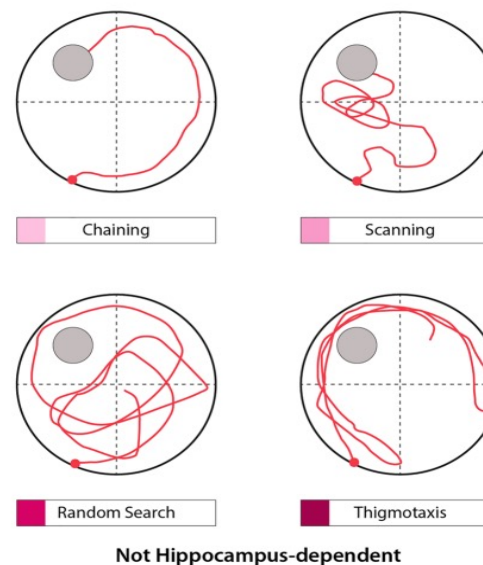 Chaining
Scanning
Random Search
Thigmotaxis
Not Hippocampus-dependent